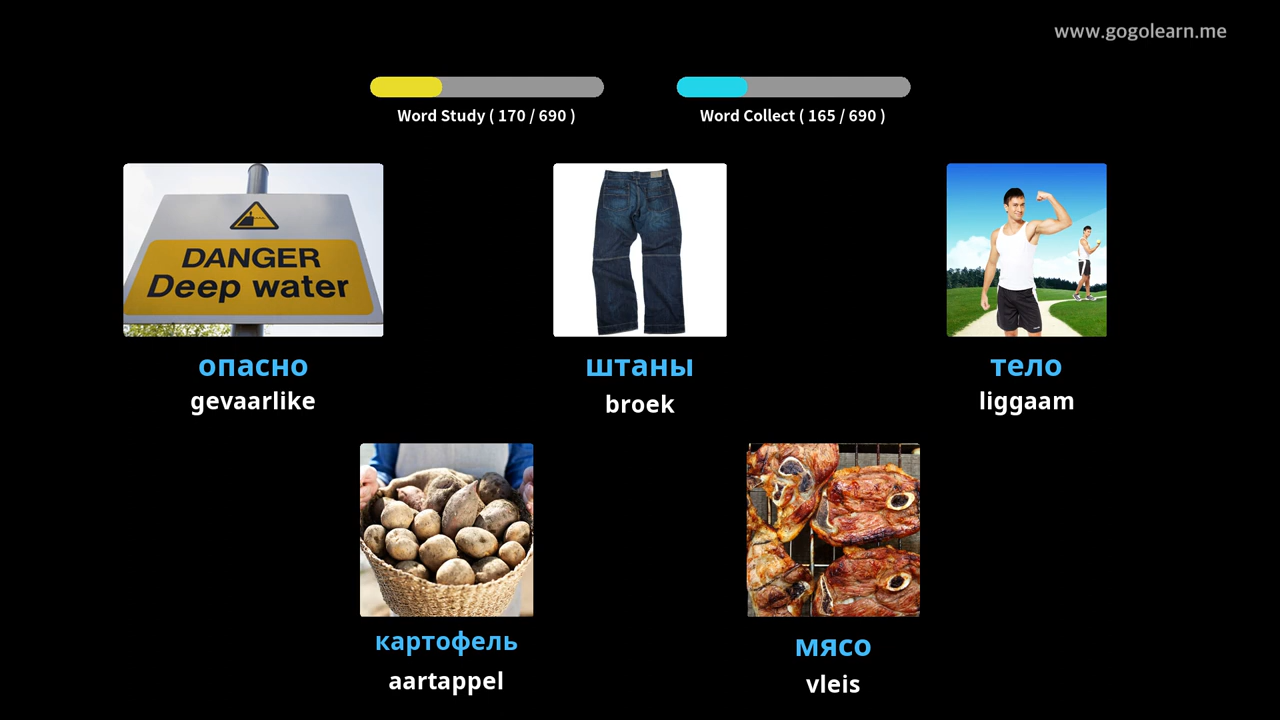 www.gogolearn.me
Word Study ( 170 / 690 )
Word Collect ( 165 / 690 )
DANGER
Deep water
опасно
gevaarlike
штаны
broek
тело
liggaam
картофель
aartappel
мясо
vleis